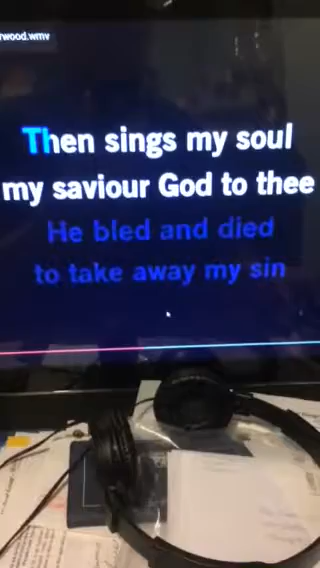 rwood.wmv
Then sings my soul
my saviour God to thee
He bled and died
to take away my sin